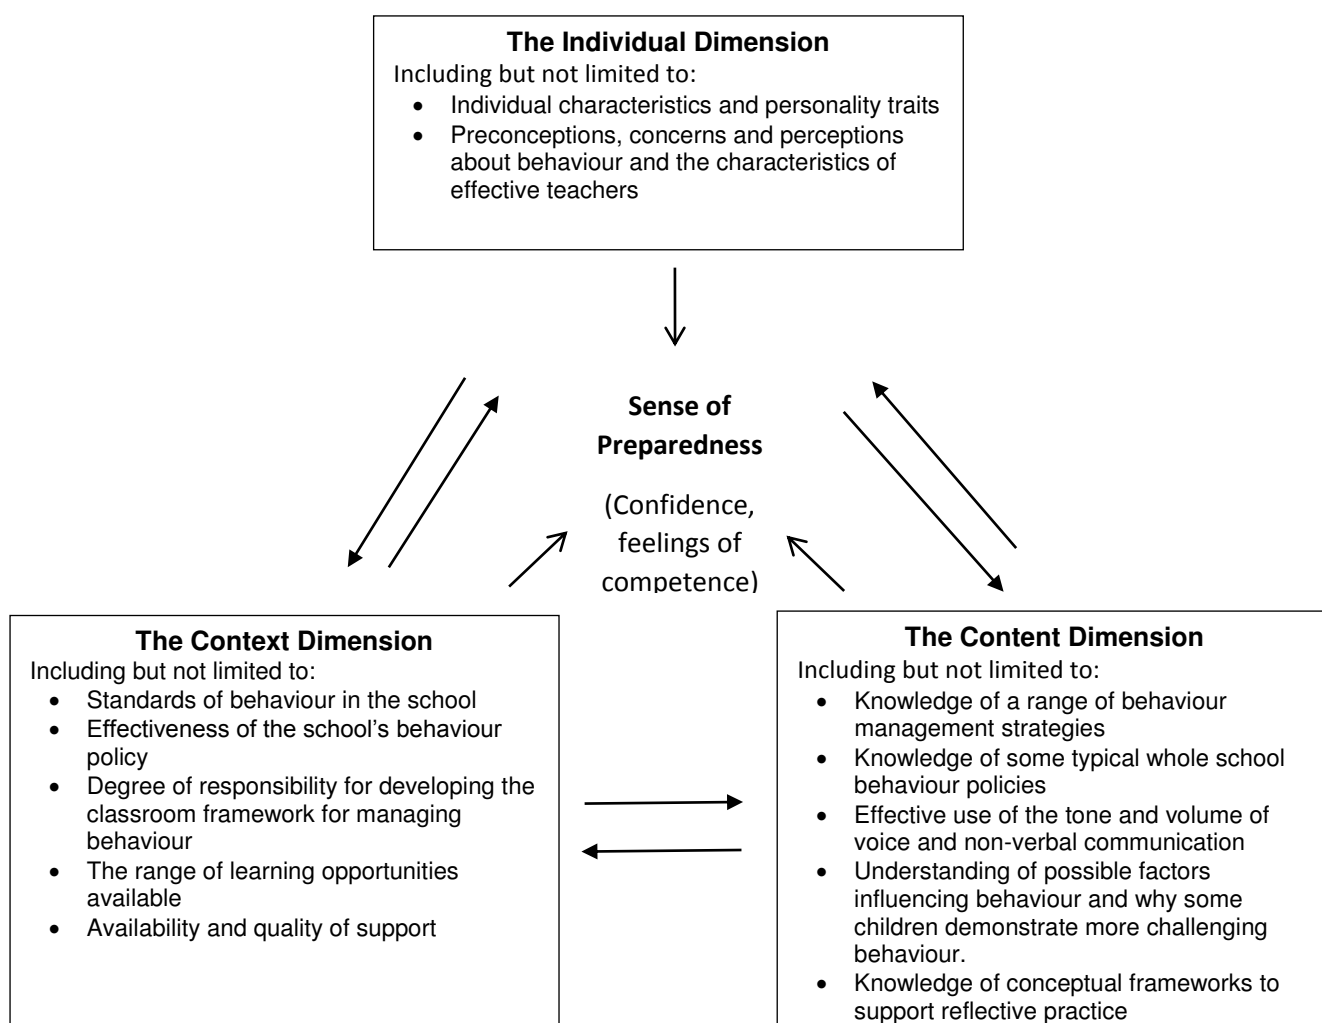 The Individual Dimension
Including but not limited to:
• Individual characteristics and personality traits
• Preconceptions, concerns and perceptions
about behaviour and the characteristics of
effective teachers
Sense of
Preparedness
(Confidence,
feelings of
competence)
The Context Dimension
Including but not limited to:
• Standards of behaviour in the school
• Effectiveness of the school’s behaviour
policy
• Degree of responsibility for developing the
classroom framework for managing
behaviour
• The range of learning opportunities
available
• Availability and quality of support
The Content Dimension
Including but not limited to:
• Knowledge of a range of behaviour
management strategies
• Knowledge of some typical whole school
behaviour policies
• Effective use of the tone and volume of
voice and non-verbal communication
• Understanding of possible factors
influencing behaviour and why some
children demonstrate more challenging
behaviour.
• Knowledge of conceptual frameworks to
support reflective practice